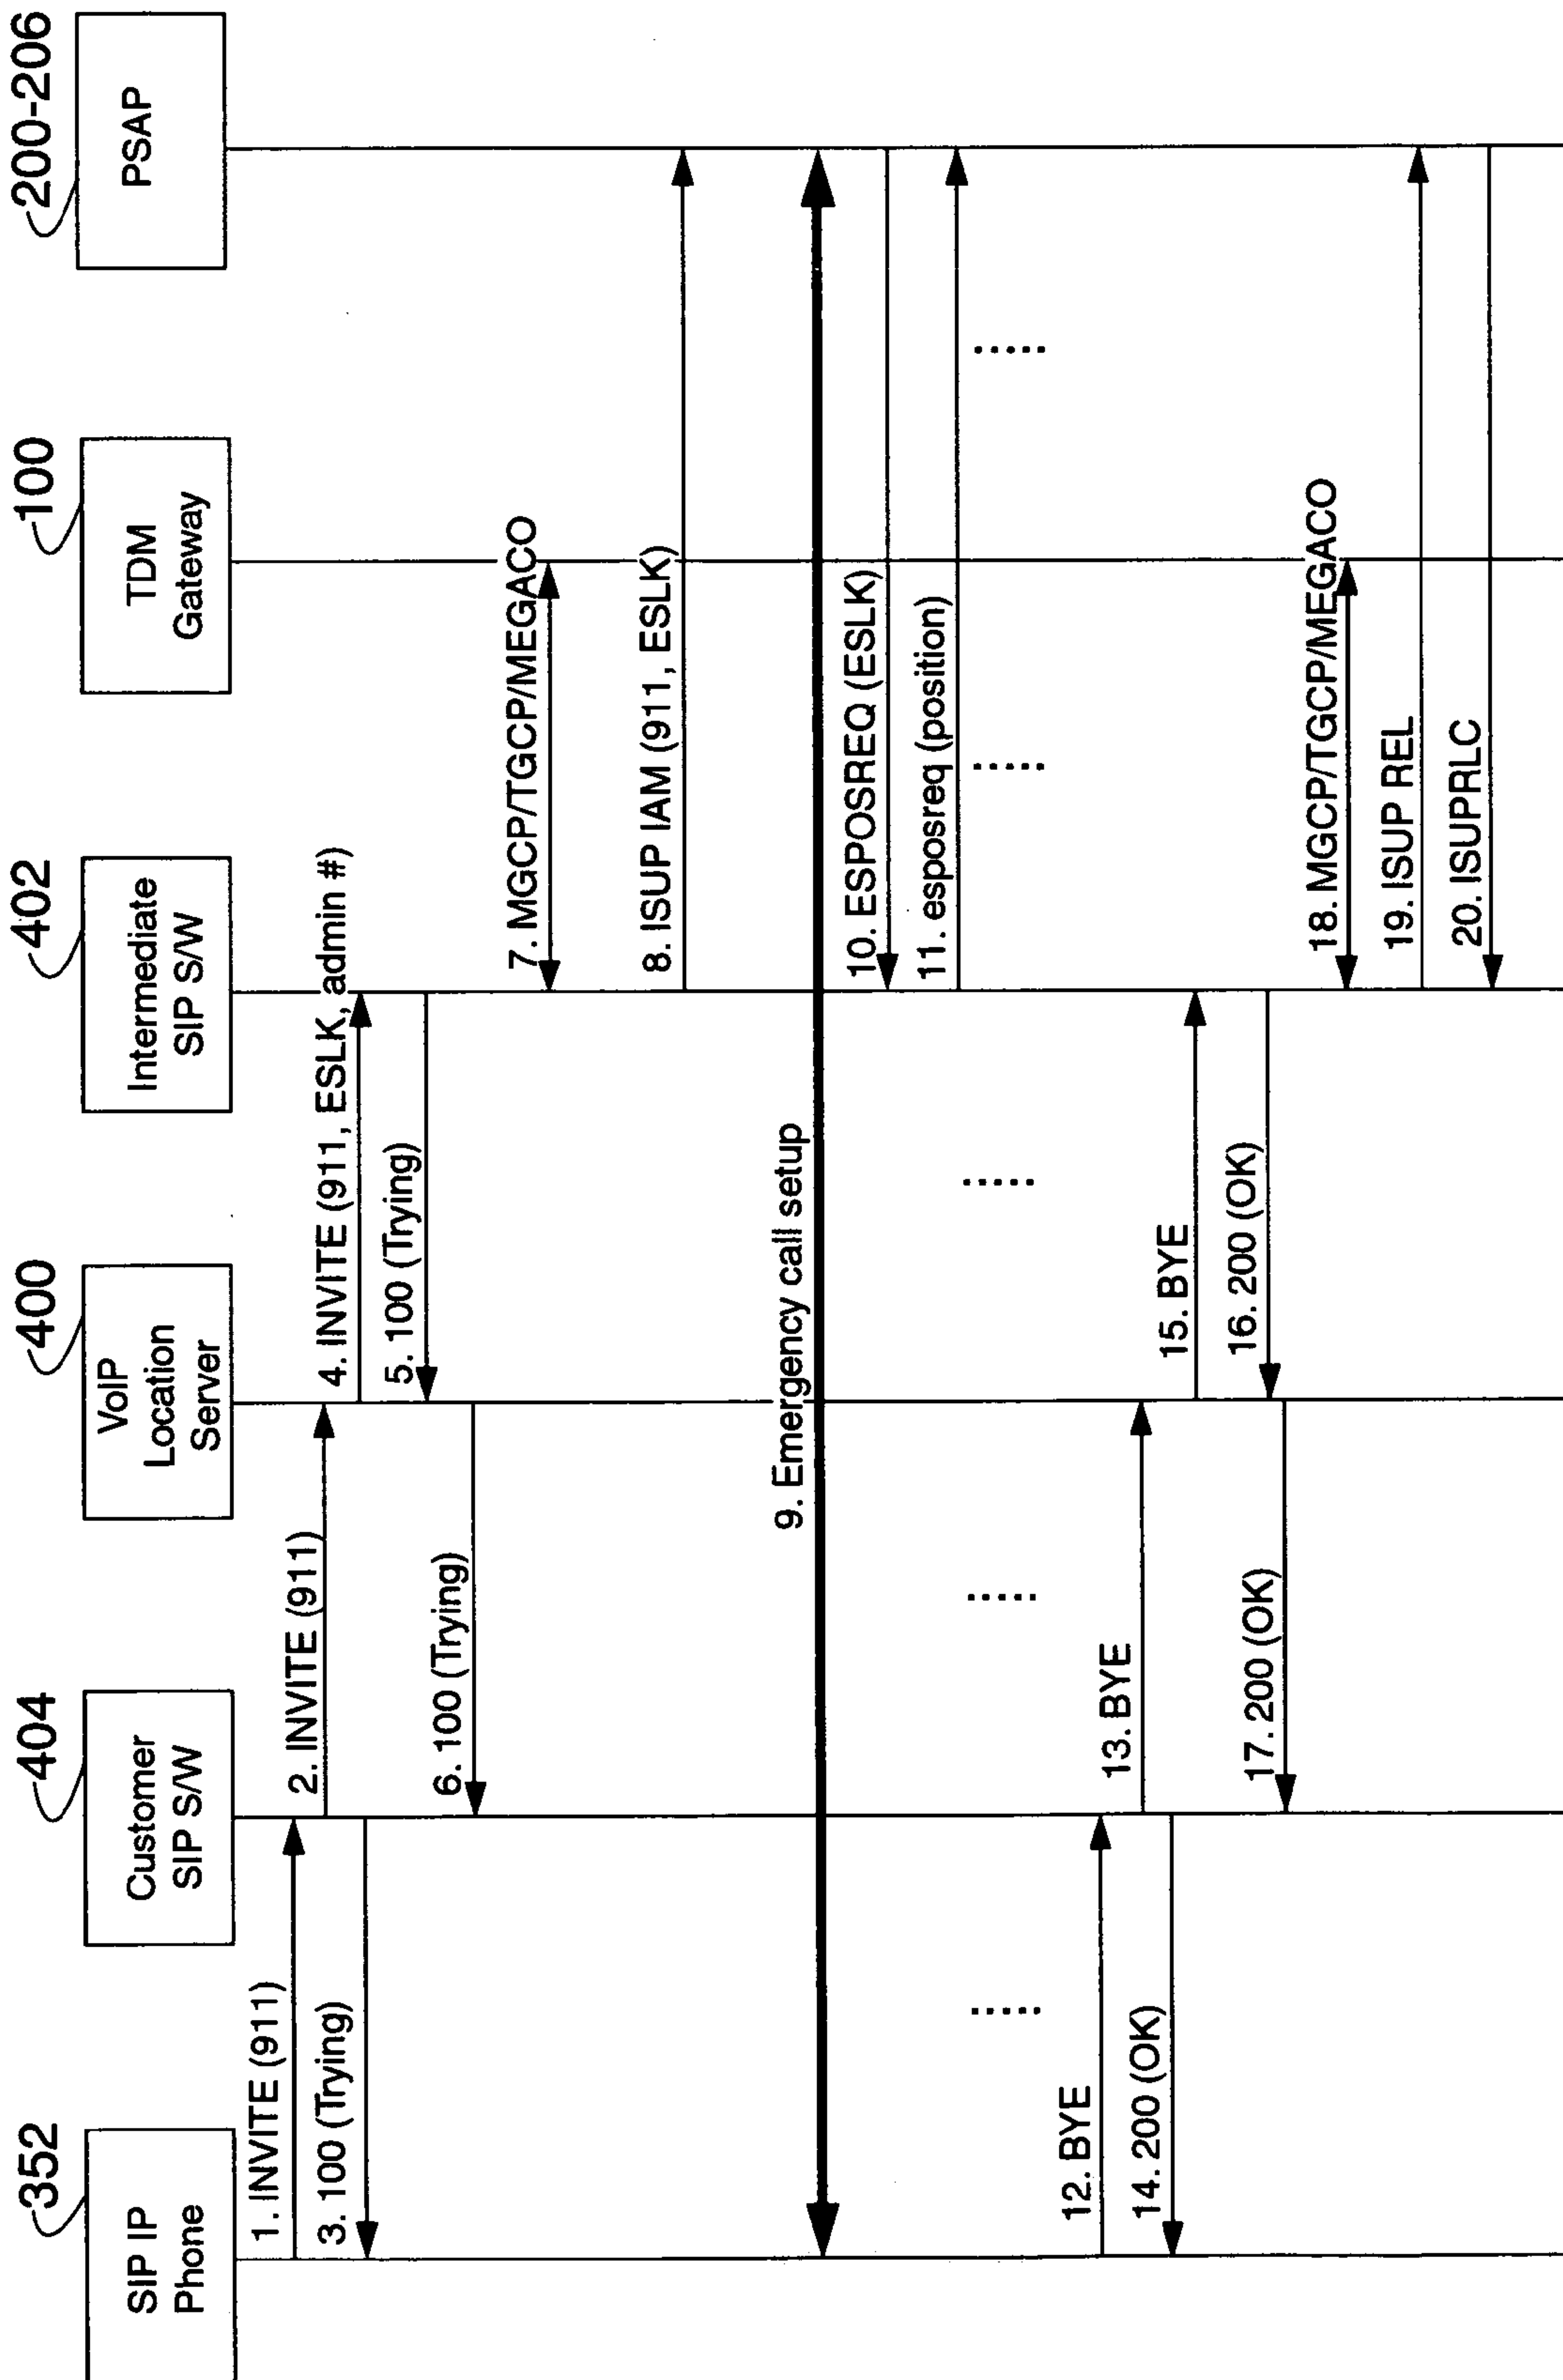 352
SIP IP
Phone
404
Customer
SIP S/W
400
VoIP
Location
Server
402
Intermediate
SIP S/W
100
TDM
Gateway
200-206
PSAP
1. INVITE (911)
2. INVITE (911)
3. 100 (Trying)
4. INVITE (911, ESLK, admin #)
5. 100 (Trying)
6. 100 (Trying)
7. MGCP/TGCP/MEGACO
8. ISUP IAM (911, ESLK)
9. Emergency call setup
10. ESPOSREQ (ESLK)
11. esposreq (position)
.....
.....
.....
.....
.....
12. BYE
13. BYE
14. 200 (OK)
15. BYE
16. 200 (OK)
17. 200 (OK)
18. MGCP/TGCP/MEGACO
19. ISUP REL
20. ISUPRLC